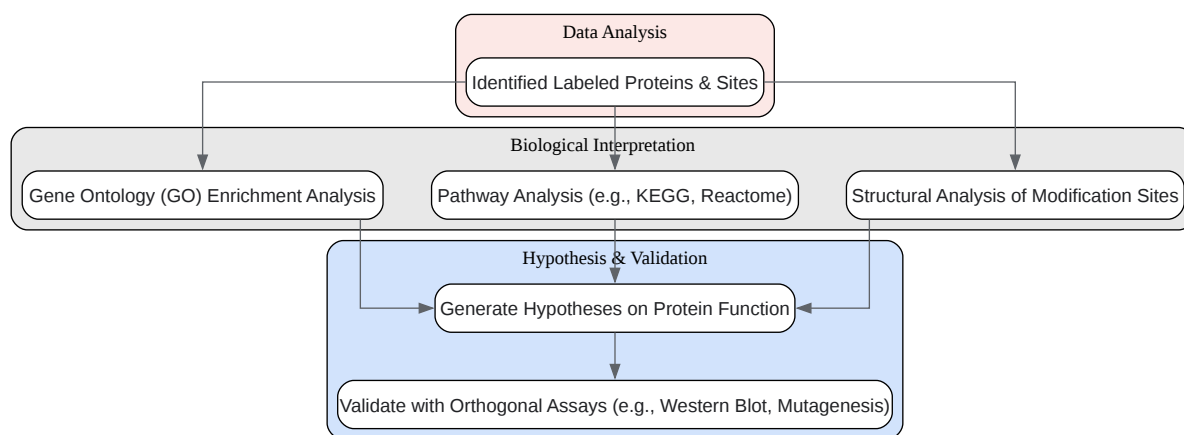 Data Analysis
Identified Labeled Proteins & Sites
Biological Interpretation
Gene Ontology (GO) Enrichment Analysis
Pathway Analysis (e.g., KEGG, Reactome)
Structural Analysis of Modification Sites
Hypothesis & Validation
Generate Hypotheses on Protein Function
Validate with Orthogonal Assays (e.g., Western Blot, Mutagenesis)